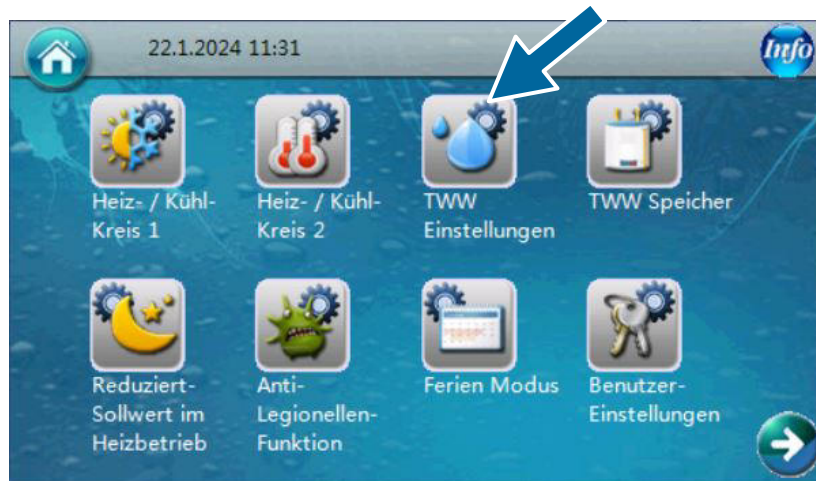 22.1.2024 11:31
Info
Heiz- / Kühl-
Kreis 1
Heiz- / Kühl-
Kreis 2
TWW
Einstellungen
TWW Speicher
Reduziert-
Sollwert im
Heizbetrieb
Anti-
Legionellen-
Funktion
Ferien Modus
Benutzer-
Einstellungen